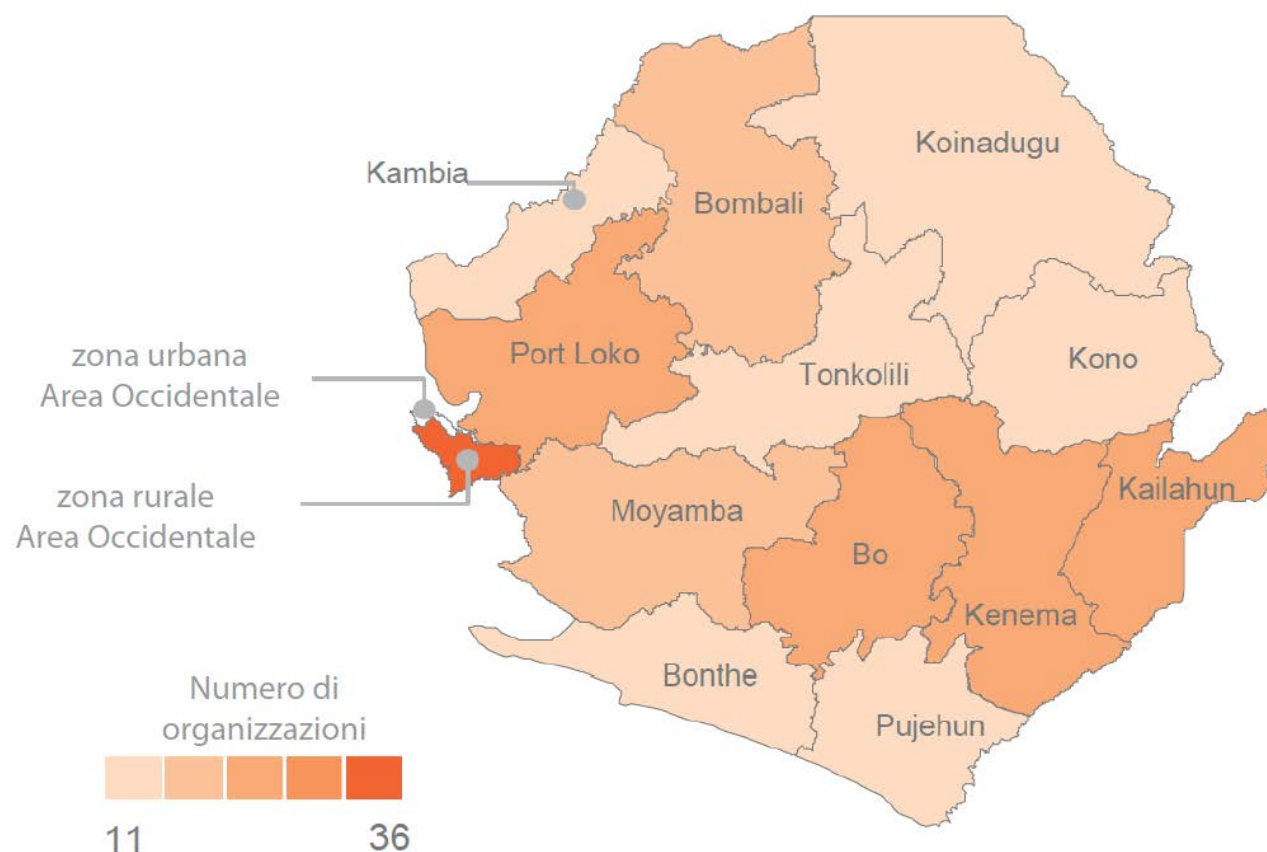 Koinadugu
Kambia
Bombali
zona urbana
Area Occidentale
Port Loko
Tonkolili
Kono
zona rurale
Area Occidentale
Moyamba
Kailahun
Bo
Kenema
Bonthe
Pujehun
Numero di
organizzazioni
11
36